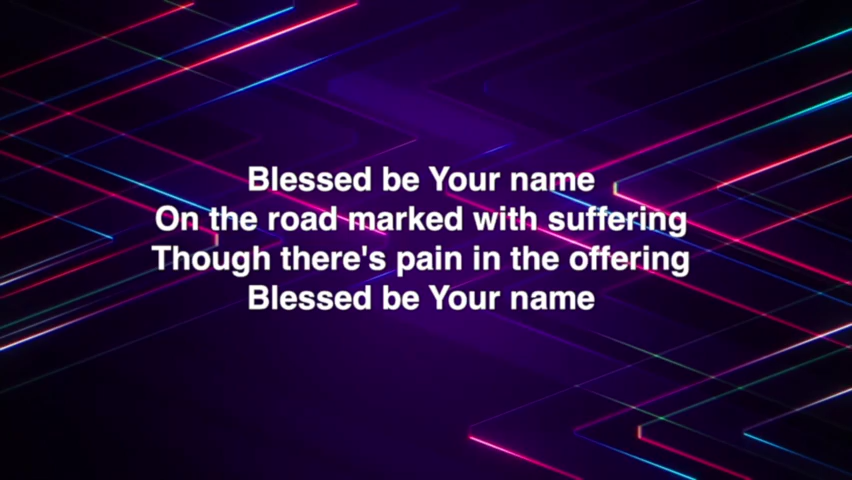 Blessed be Your name
On the road marked with suffering
Though there's pain in the offering
Blessed be Your name